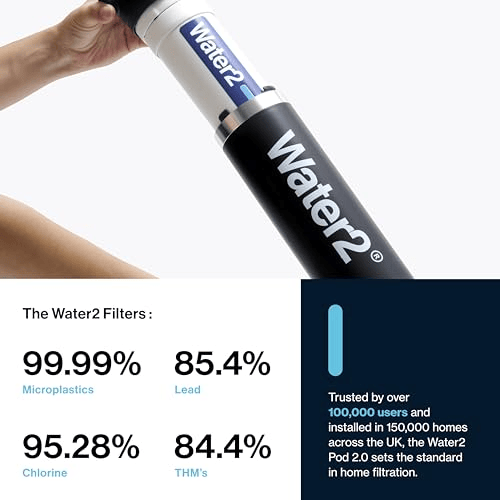 Water2
Water2®
The Water2 Filters :
99.99%
Microplastics
85.4%
Lead
95.28%
Chlorine
84.4%
THM's
Trusted by over
100,000 users and
installed in 150,000 homes
across the UK, the Water2
Pod 2.0 sets the standard
in home filtration.